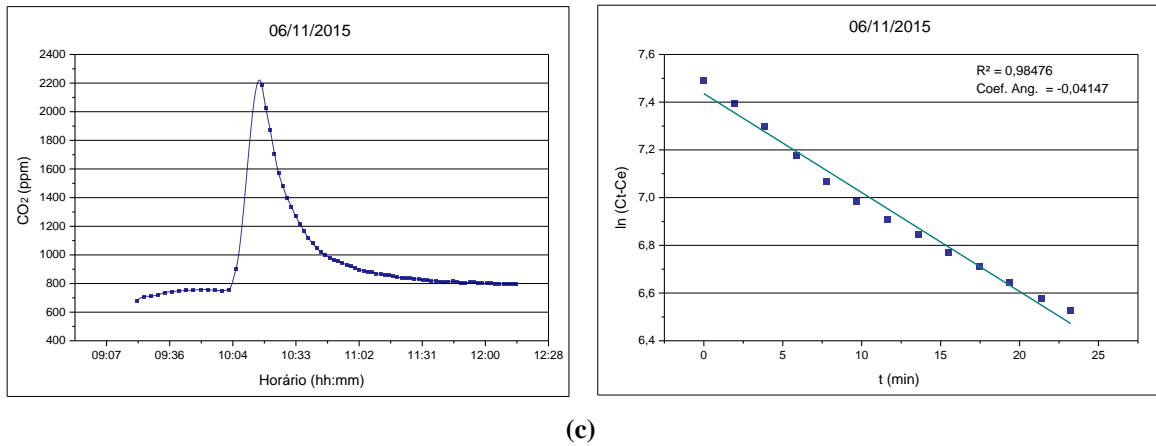 06/11/2015
2400
2200
2000
1800
1600
1400
1200
1000
800
600
400
CO2 (ppm)
09:07 09:36 10:04 10:33 11:02 11:31 12:00 12:28
Horário (hh:mm)
06/11/2015
7,6
7,4
7,2
7,0
6,8
6,6
6,4
ln (Ct-Ce)
R² = 0,98476
Coef. Ang. = -0,04147
0 5 10 15 20 25
t (min)
(c)